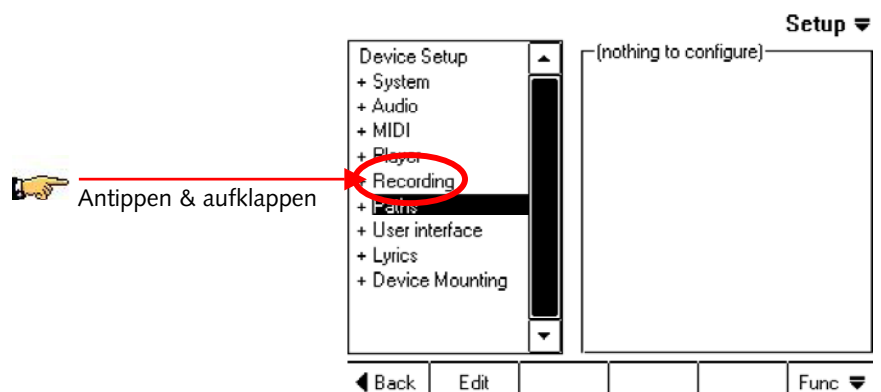 Setup
Device Setup
(nothing to configure)
+ System
+ Audio
+ MIDI
+ Player
+ Recording
Antippen & aufklappen
+ Paths
+ User interface
+ Lyrics
+ Device Mounting
Back Edit Func